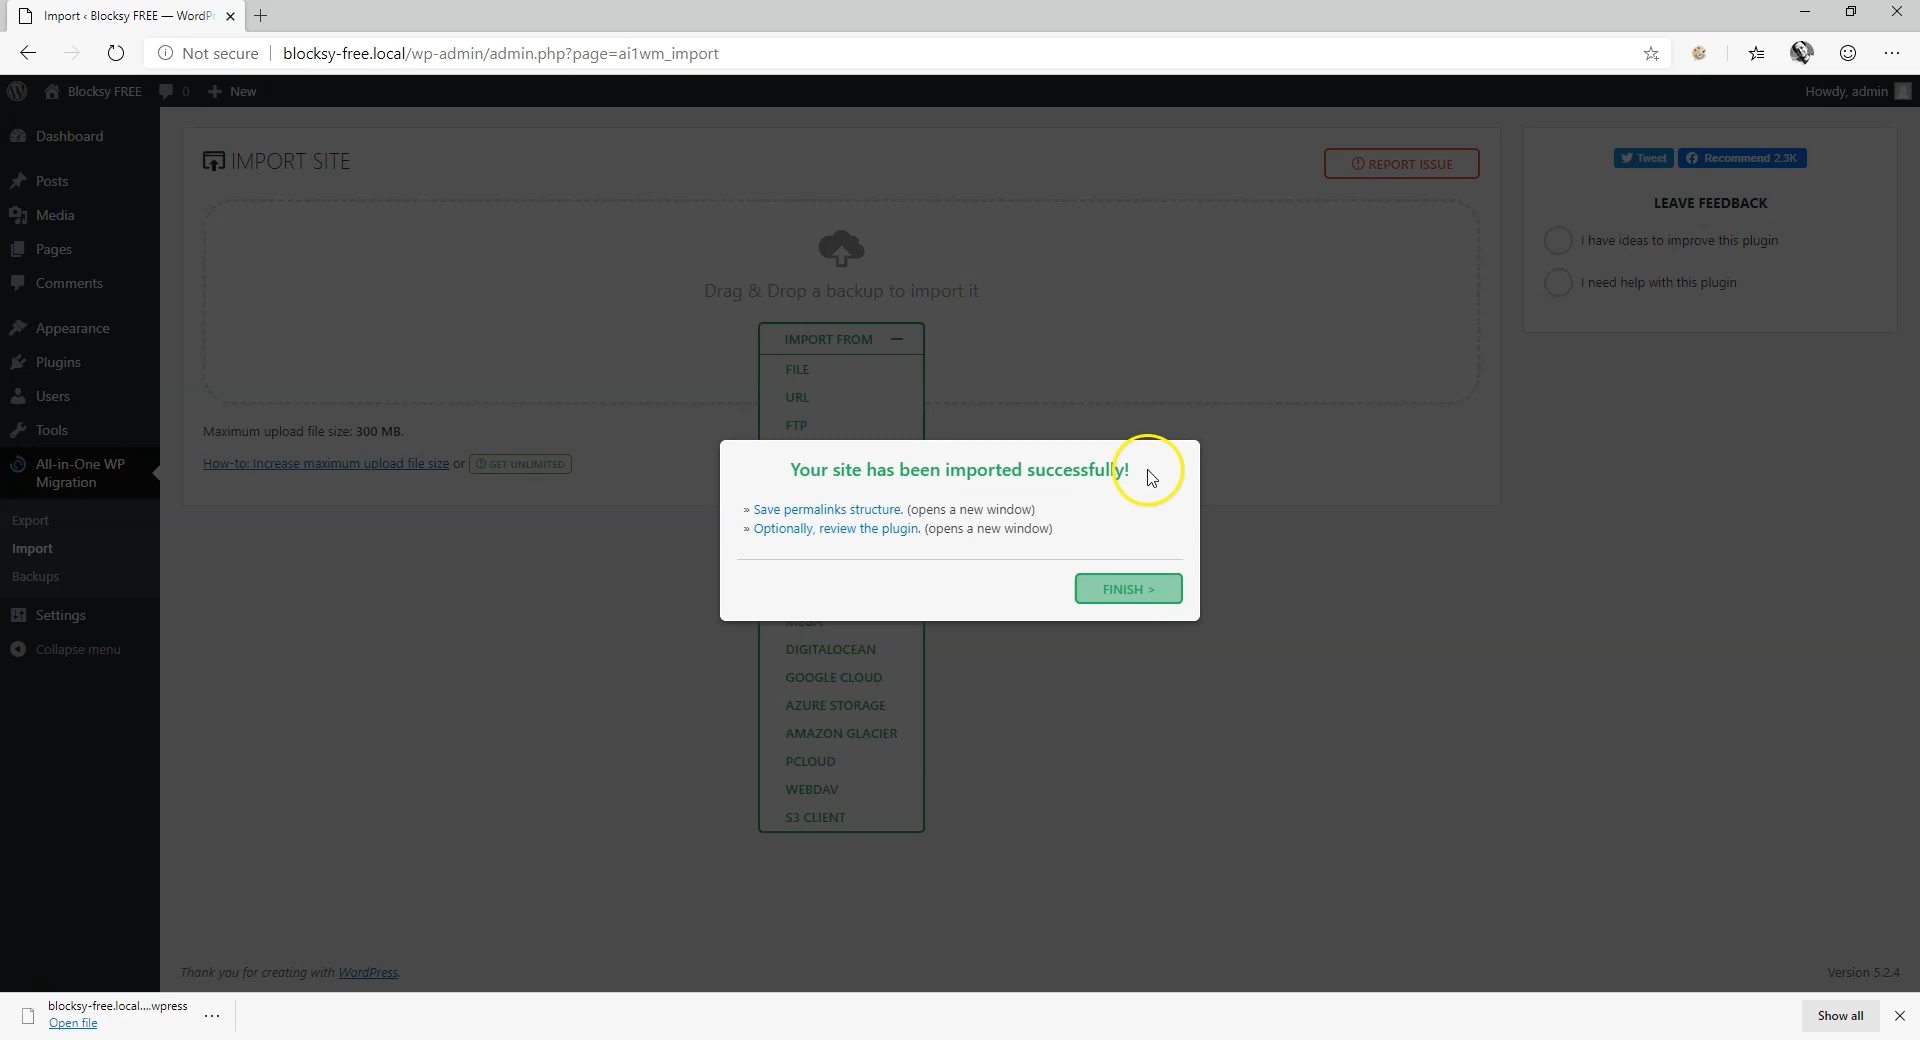 Import ‹ Blocksy FREE — WordPr
Not secure
blocksy-free.local/wp-admin/admin.php?page=ai1wm_import
Blocksy FREE
0
New
Howdy, admin
Dashboard
Posts
Media
Pages
Comments
Appearance
Plugins
Users
Tools
All-in-One WP
Migration
Export
Import
Backups
Settings
Collapse menu
IMPORT SITE
REPORT ISSUE
Drag & Drop a backup to import it
IMPORT FROM
FILE
URL
FTP
Maximum upload file size: 300 MB.
How-to: Increase maximum upload file size or GET UNLIMITED
Your site has been imported successfully!
» Save permalinks structure. (opens a new window)
» Optionally, review the plugin. (opens a new window)
FINISH >
MEGA
DIGITALOCEAN
GOOGLE CLOUD
AZURE STORAGE
AMAZON GLACIER
PCLOUD
WEBDAV
S3 CLIENT
Tweet
Recommend 2.3K
LEAVE FEEDBACK
I have ideas to improve this plugin
I need help with this plugin
Thank you for creating with WordPress.
Version 5.2.4
blocksy-free.local....wpress
Open file
Show all